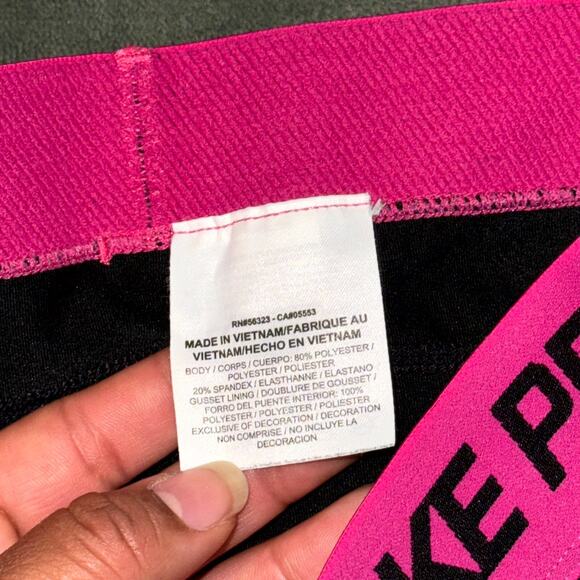 RN#56323 - CA#05553
MADE IN VIETNAM/FABRIQUE AU
VIETNAM/HECHO EN VIETNAM
BODY / CORPS / CUERPO: 80% POLYESTER /
POLYESTER / POLIESTER
20% SPANDEX / ELASTHANNE / ELASTANO
GUSSET LINING / DOUBLURE DE GOUSSET /
FORRO DEL PUENTE INTERIOR: 100%
POLYESTER / POLYESTER / POLIESTER
EXCLUSIVE OF DECORATION / DECORATION
NON COMPRISE / NO INCLUYE LA
DECORACION
KE PR